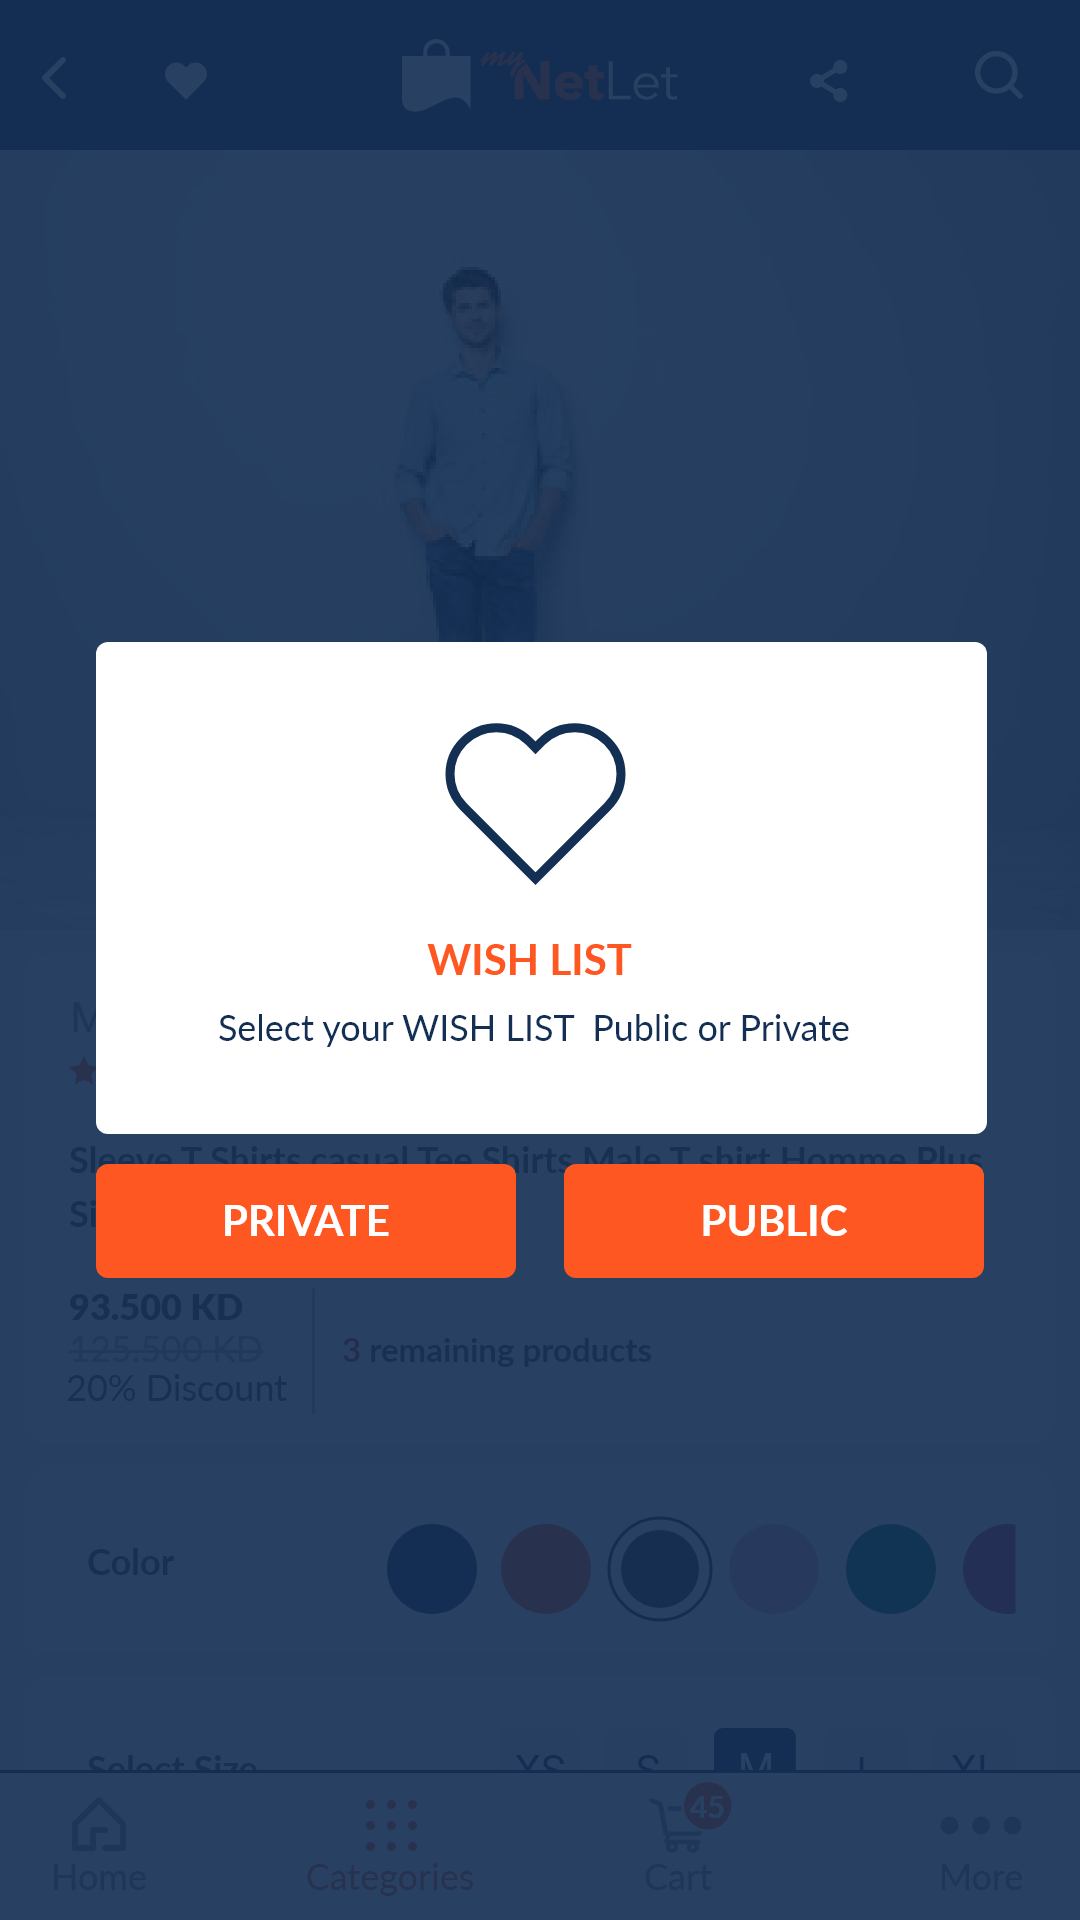 myNetLet
WISH LIST
Select your WISH LIST Public or Private
Sleeve T Shirts casual Tee Shirts Male T shirt Homme Plus
PRIVATE
PUBLIC
93.500 KD
125.500 KD
20% Discount
3 remaining products
Color
Select Size
XS
S
M
L
XL
45
Home
Categories
Cart
More